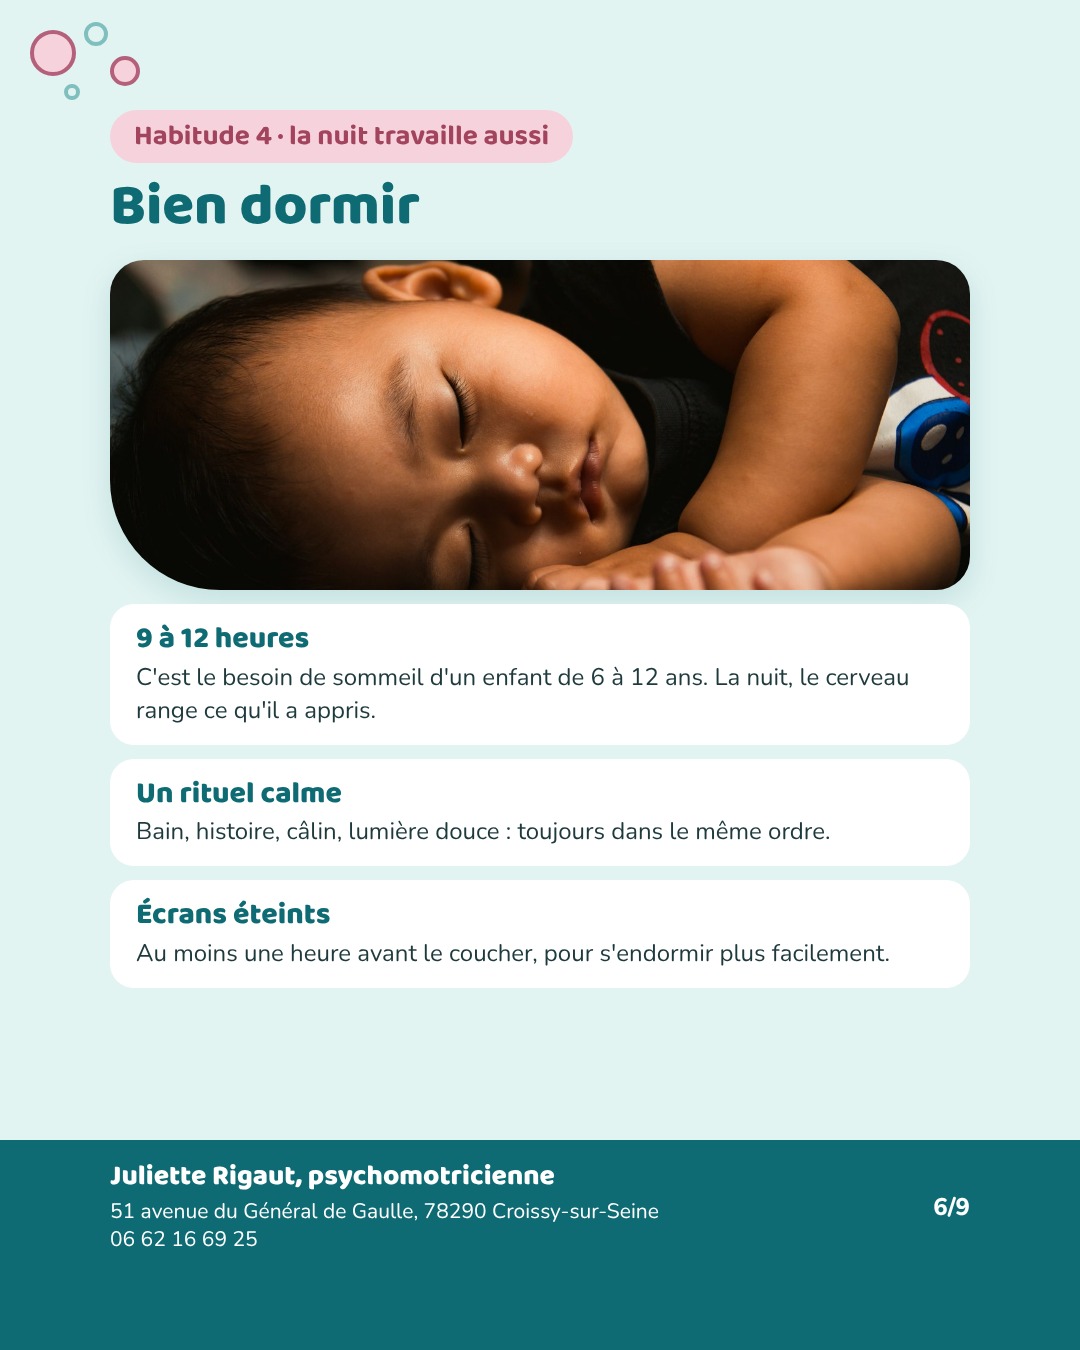 Habitude 4 · la nuit travaille aussi
Bien dormir
9 à 12 heures
C'est le besoin de sommeil d'un enfant de 6 à 12 ans. La nuit, le cerveau
range ce qu'il a appris.
Un rituel calme
Bain, histoire, câlin, lumière douce : toujours dans le même ordre.
Écrans éteints
Au moins une heure avant le coucher, pour s'endormir plus facilement.
Juliette Rigaut, psychomotricienne
51 avenue du Général de Gaulle, 78290 Croissy-sur-Seine
06 62 16 69 25
6/9